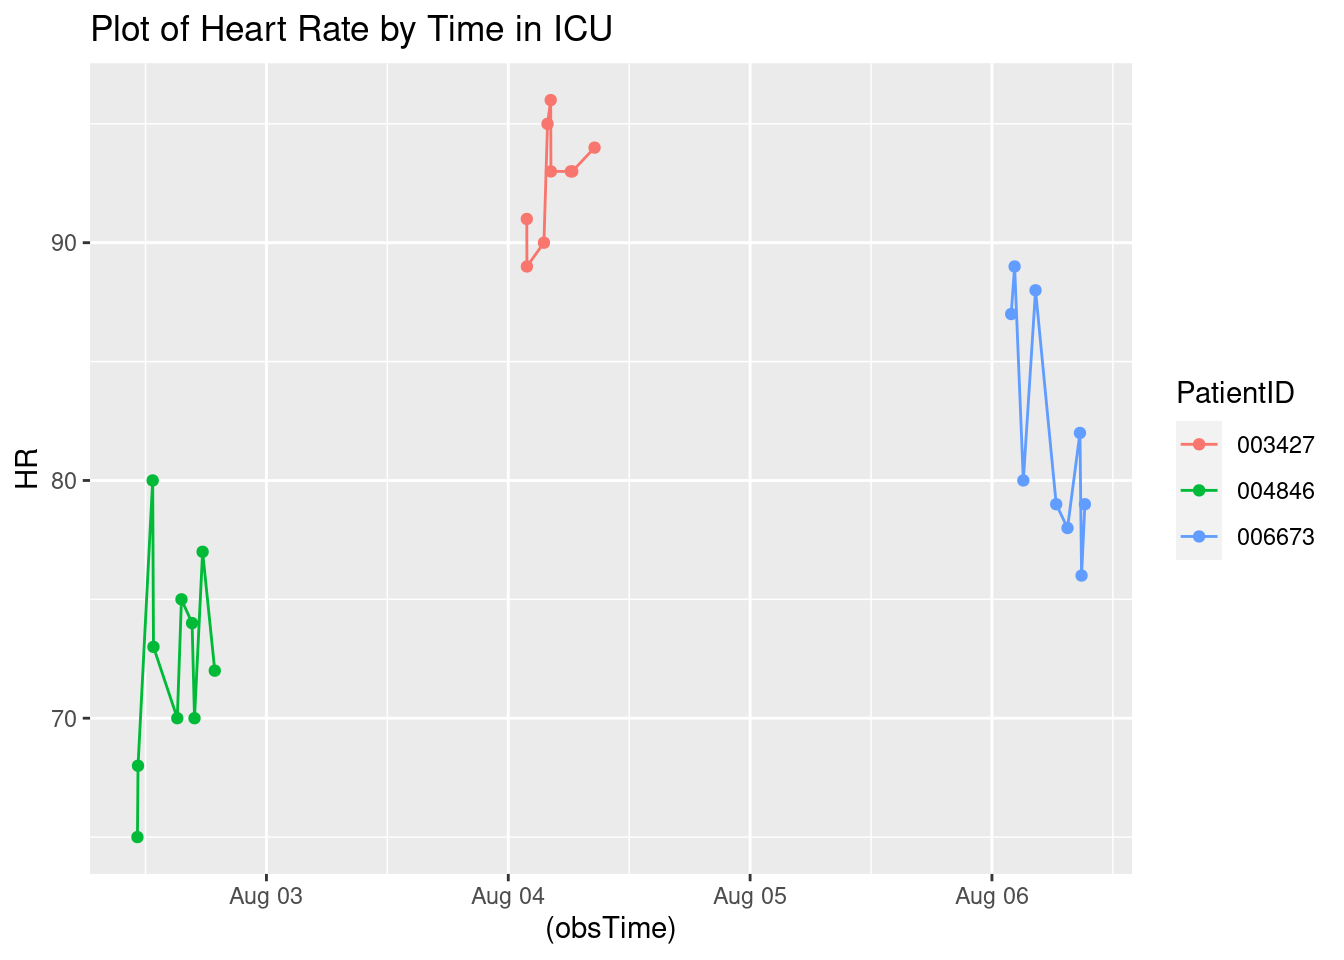 Plot of Heart Rate by Time in ICU
HR
90
80
70
Aug 03
Aug 04
Aug 05
Aug 06
(obsTime)
PatientID
003427
004846
006673